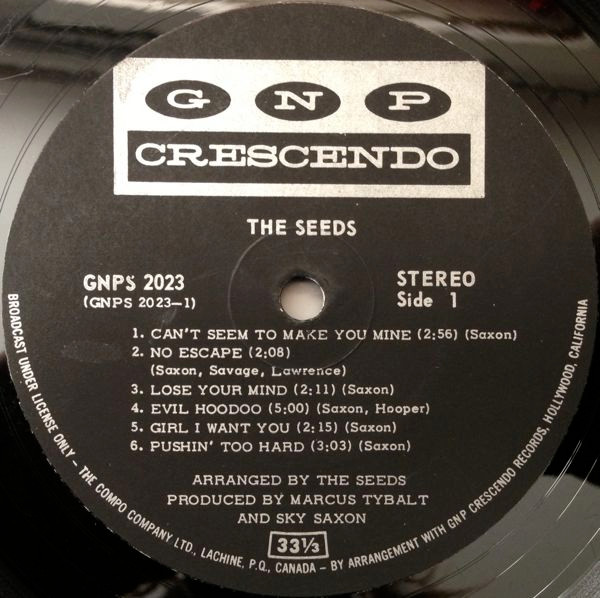 G N P
CRESCENDO
THE SEEDS
GNPS 2023
(GNPS 2023—1)
STEREO
Side 1
1. CAN'T SEEM TO MAKE YOU MINE (2:56) (Saxon)
2. NO ESCAPE (2:08)
(Saxon, Savage, Lawrence)
3. LOSE YOUR MIND (2:11) (Saxon)
4. EVIL HOODOO (5:00) (Saxon, Hooper)
5. GIRL I WANT YOU (2:15) (Saxon)
6. PUSHIN' TOO HARD (3:03) (Saxon)
ARRANGED BY THE SEEDS
PRODUCED BY MARCUS TYBALT
AND SKY SAXON
33⅓
BROADCAST UNDER LICENSE ONLY - THE COMPO COMPANY LTD., LACHINE, P.Q., CANADA - BY ARRANGEMENT WITH GNP CRESCENDO RECORDS, HOLLYWOOD, CALIFORNIA